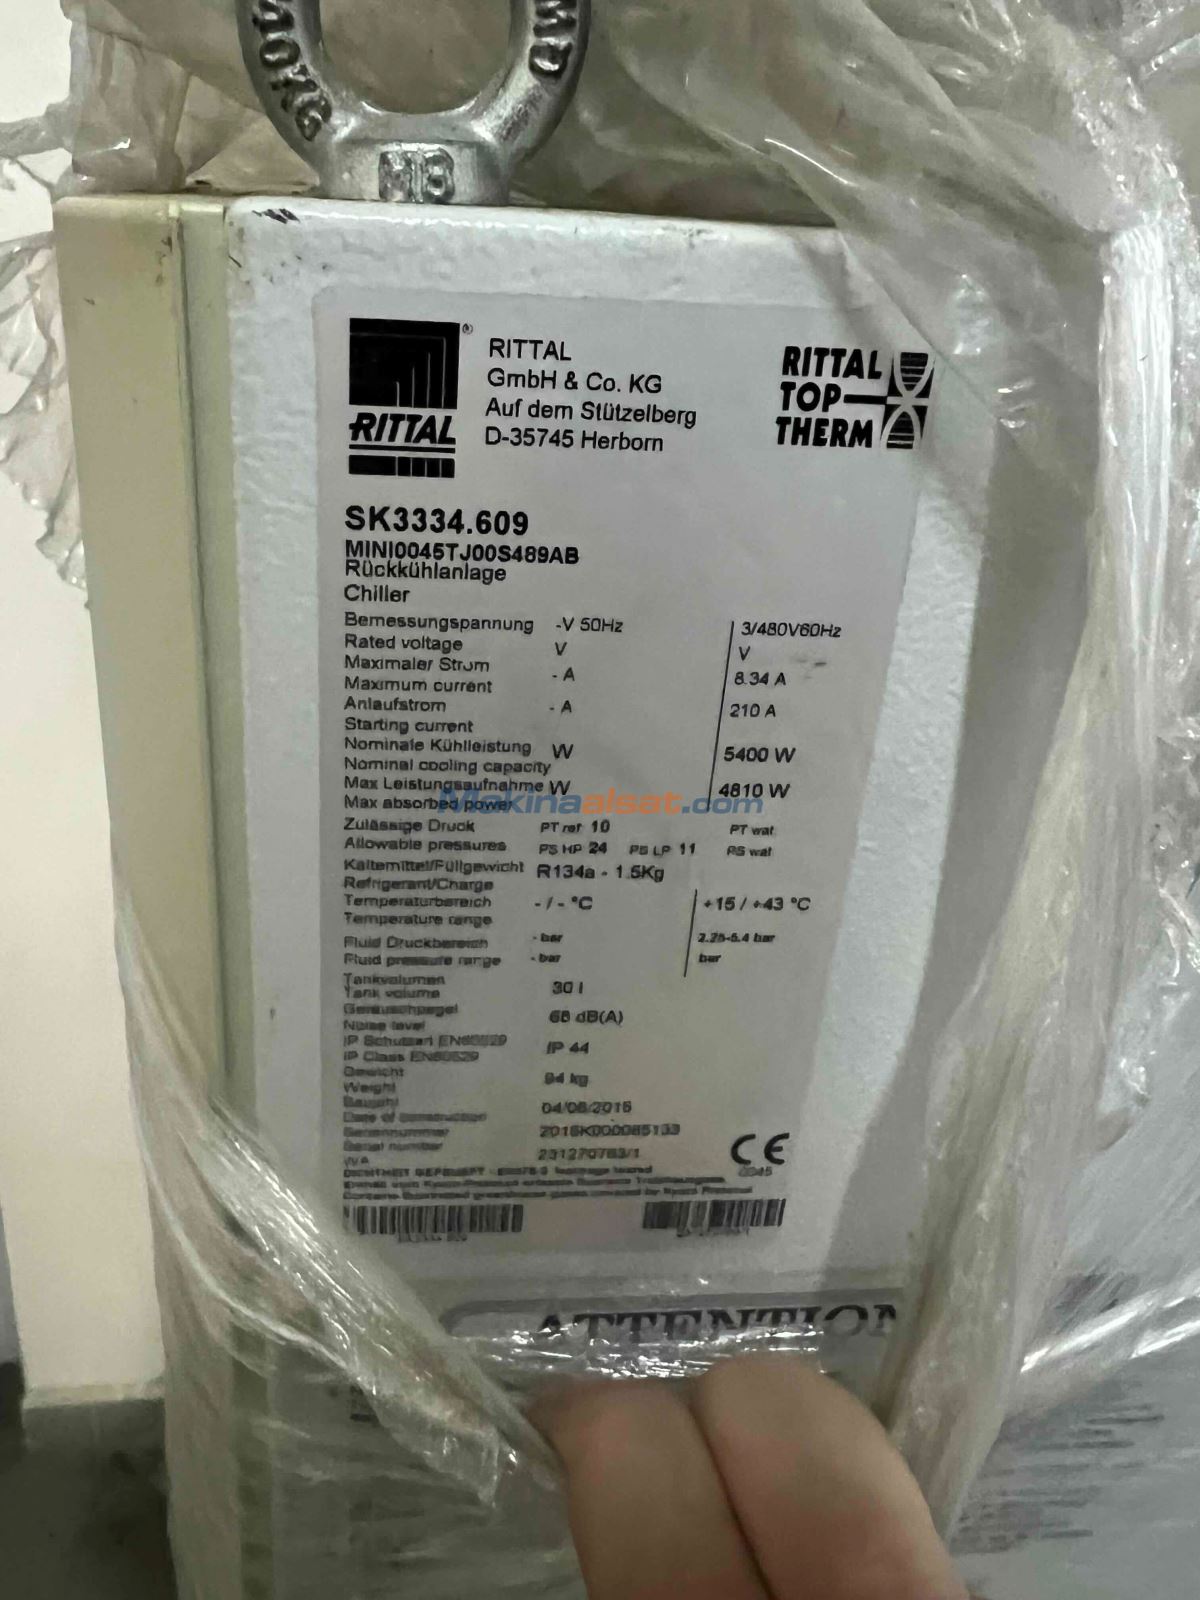 00KG
M18
RITTAL
GmbH & Co. KG
Auf dem Stützelberg
D-35745 Herborn
®
RITTAL
RITTAL
TOP
THERM
SK3334.609
MINI0045TJ00S489AB
Rückkühlanlage
Chiller
Bemessungspannung -V 50Hz 3/480V60Hz
Rated voltage V V
Maximaler Strom - A 8.34 A
Maximum current
Anlaufstrom - A 210 A
Starting current
Nominale Kühlleistung W 5400 W
Nominal cooling capacity
Max Leistungsaufnahme W 4810 W
Max absorbed power
Makinaalsat.com
Zulässige Druck PT ref 10 PT wat
Allowable pressures PS HP 24 PS LP 11 PS wat
Kältemittel/Füllgewicht R134a - 1.5Kg
Refrigerant/Charge
Temperaturbereich - / - °C +15 / +43 °C
Temperature range
Fluid Druckbereich - bar 2.25-5.4 bar
Fluid pressure range - bar bar
Tankvolumen 30 l
Tank volume
Geräuschpegel 68 dB(A)
Noise level
IP Schutzart EN60529 IP 44
IP Class EN60529
Gewicht 94 kg
Weight
Baujahr
Date of construction
Seriennummer
Serial number
WA
CE
0045
ATTENTION